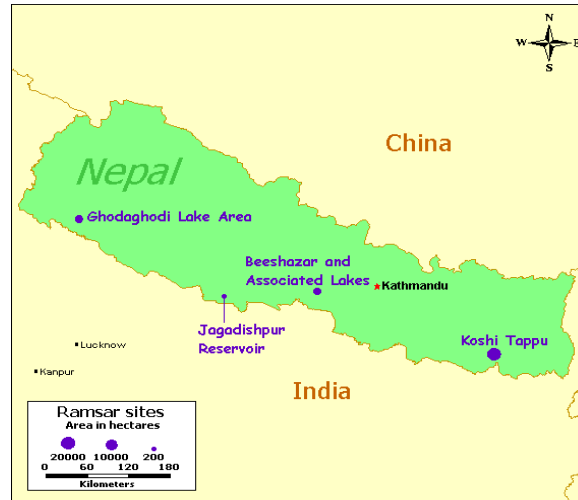 N
W E
S
China
Nepal
Ghodaghodi Lake Area
Beeshazar and
Associated Lakes
Kathmandu
Jagadishpur
Reservoir
Koshi Tappu
Lucknow
Kanpur
India
Ramsar sites
Area in hectares
20000 10000 200
0 60 120 180
Kilometers